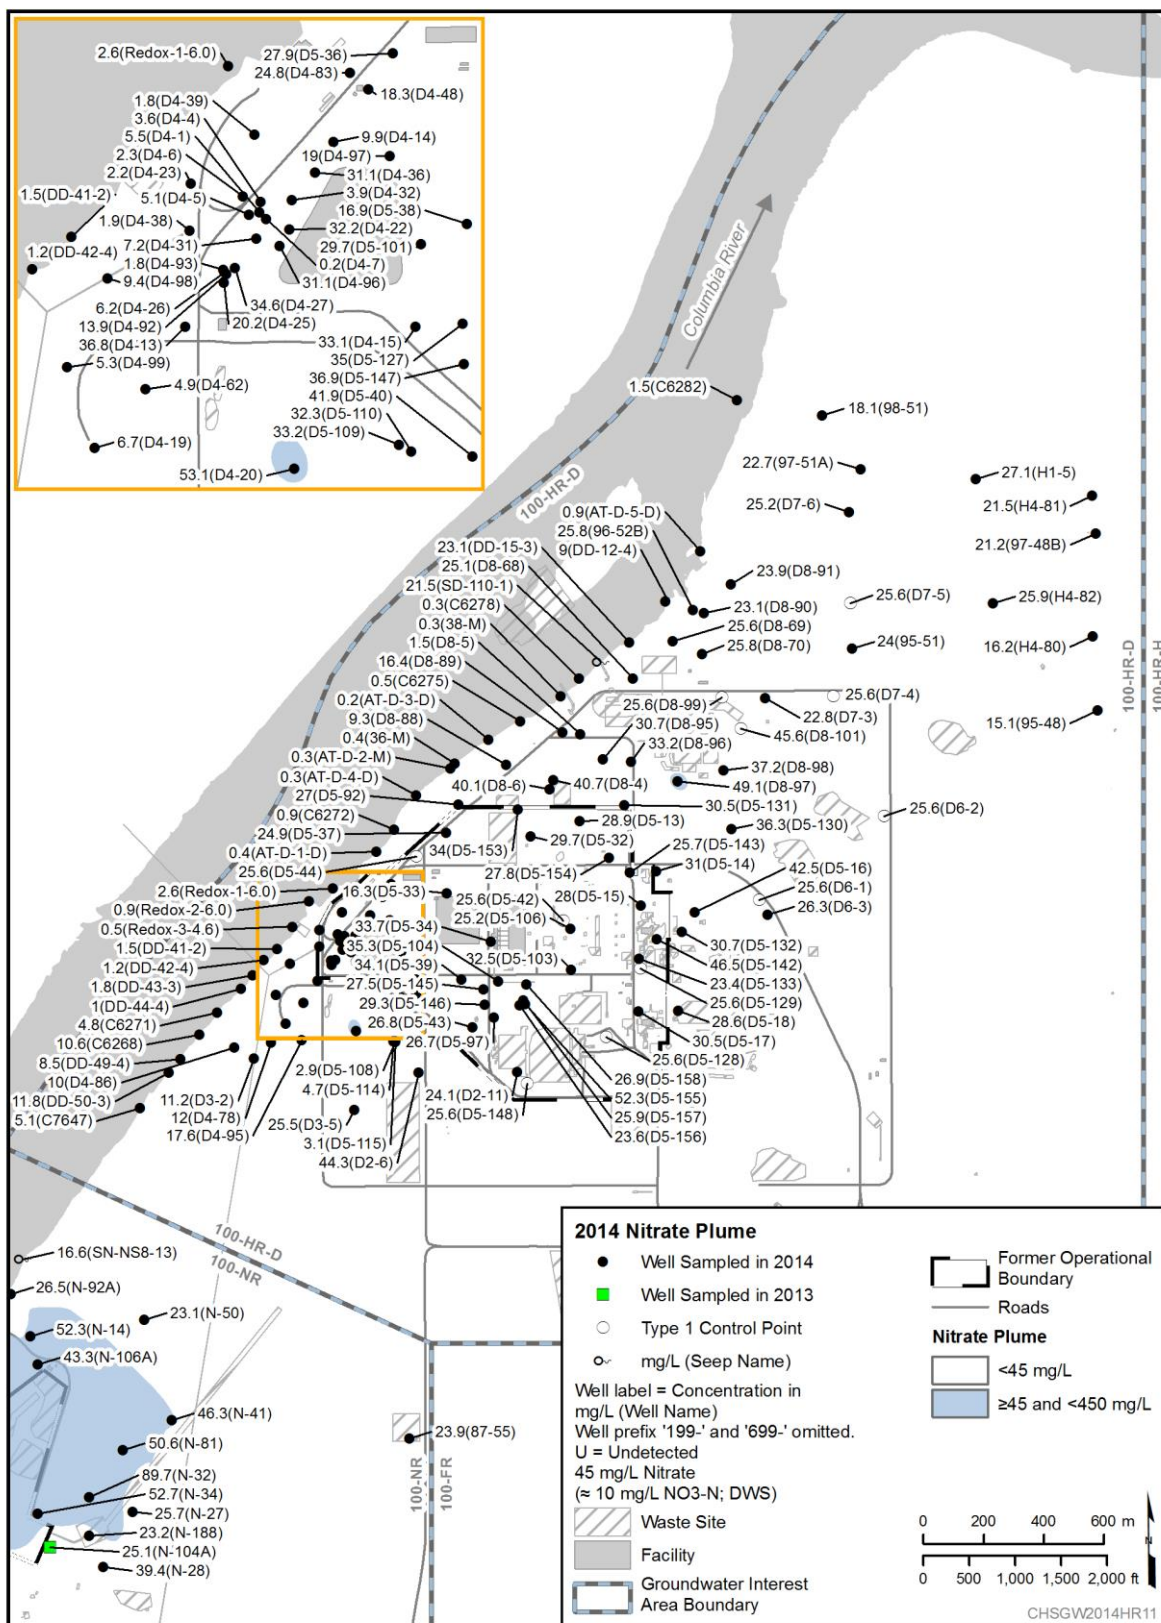 2.6(Redox-1-6.0)
27.9(D5-36)
24.8(D4-83)
18.3(D4-48)
1.8(D4-39)
3.6(D4-4)
5.5(D4-1)
2.3(D4-6)
2.2(D4-23)
9.9(D4-14)
19(D4-97)
31.1(D4-36)
3.9(D4-32)
16.9(D5-38)
1.5(DD-41-2)
5.1(D4-5)
1.9(D4-38)
32.2(D4-22)
7.2(D4-31)
29.7(D5-101)
1.2(DD-42-4)
1.8(D4-93)
0.2(D4-7)
9.4(D4-98)
31.1(D4-96)
6.2(D4-26)
34.6(D4-27)
13.9(D4-92)
20.2(D4-25)
36.8(D4-13)
33.1(D4-15)
5.3(D4-99)
35(D5-127)
4.9(D4-62)
36.9(D5-147)
41.9(D5-40)
32.3(D5-110)
33.2(D5-109)
6.7(D4-19)
53.1(D4-20)
Columbia River
100-HR-D
1.5(C6282)
18.1(98-51)
22.7(97-51A)
27.1(H1-5)
25.2(D7-6)
21.5(H4-81)
21.2(97-48B)
0.9(AT-D-5-D)
25.8(96-52B)
9(DD-12-4)
23.1(DD-15-3)
25.1(D8-68)
21.5(SD-110-1)
0.3(C6278)
0.3(38-M)
1.5(D8-5)
16.4(D8-89)
0.5(C6275)
0.2(AT-D-3-D)
9.3(D8-88)
0.4(36-M)
0.3(AT-D-2-M)
0.3(AT-D-4-D)
27(D5-92)
0.9(C6272)
24.9(D5-37)
0.4(AT-D-1-D)
25.6(D5-44)
23.9(D8-91)
25.6(D7-5)
25.9(H4-82)
23.1(D8-90)
25.6(D8-69)
25.8(D8-70)
24(95-51)
16.2(H4-80)
100-HR-D
100-HR-H
25.6(D8-99)
25.6(D7-4)
22.8(D7-3)
15.1(95-48)
30.7(D8-95)
45.6(D8-101)
33.2(D8-96)
37.2(D8-98)
40.1(D8-6)
40.7(D8-4)
49.1(D8-97)
30.5(D5-131)
25.6(D6-2)
28.9(D5-13)
36.3(D5-130)
29.7(D5-32)
34(D5-153)
25.7(D5-143)
27.8(D5-154)
31(D5-14)
42.5(D5-16)
2.6(Redox-1-6.0)
16.3(D5-33)
25.6(D5-42)
28(D5-15)
25.6(D6-1)
0.9(Redox-2-6.0)
25.2(D5-106)
26.3(D6-3)
0.5(Redox-3-4.6)
33.7(D5-34)
30.7(D5-132)
1.5(DD-41-2)
35.3(D5-104)
46.5(D5-142)
1.2(DD-42-4)
32.5(D5-103)
34.1(D5-39)
23.4(D5-133)
1.8(DD-43-3)
27.5(D5-145)
25.6(D5-129)
1(DD-44-4)
29.3(D5-146)
28.6(D5-18)
4.8(C6271)
26.8(D5-43)
30.5(D5-17)
10.6(C6268)
26.7(D5-97)
25.6(D5-128)
8.5(DD-49-4)
2.9(D5-108)
26.9(D5-158)
10(D4-86)
4.7(D5-114)
24.1(D2-11)
52.3(D5-155)
11.8(DD-50-3)
11.2(D3-2)
25.6(D5-148)
25.9(D5-157)
5.1(C7647)
12(D4-78)
25.5(D3-5)
23.6(D5-156)
17.6(D4-95)
3.1(D5-115)
44.3(D2-6)
100-HR-D
100-NR
16.6(SN-NS8-13)
26.5(N-92A)
23.1(N-50)
52.3(N-14)
43.3(N-106A)
46.3(N-41)
50.6(N-81)
23.9(87-55)
89.7(N-32)
52.7(N-34)
25.7(N-27)
23.2(N-188)
25.1(N-104A)
39.4(N-28)
100-NR
100-FR
2014 Nitrate Plume
Well Sampled in 2014
Well Sampled in 2013
Type 1 Control Point
mg/L (Seep Name)
Well label = Concentration in
mg/L (Well Name)
Well prefix '199-' and '699-' omitted.
U = Undetected
45 mg/L Nitrate
(≈ 10 mg/L NO3-N; DWS)
Waste Site
Facility
Groundwater Interest
Area Boundary
Former Operational
Boundary
Roads
Nitrate Plume
<45 mg/L
≥45 and <450 mg/L
0 200 400 600 m
0 500 1,000 1,500 2,000 ft
N
CHSGW2014HR11